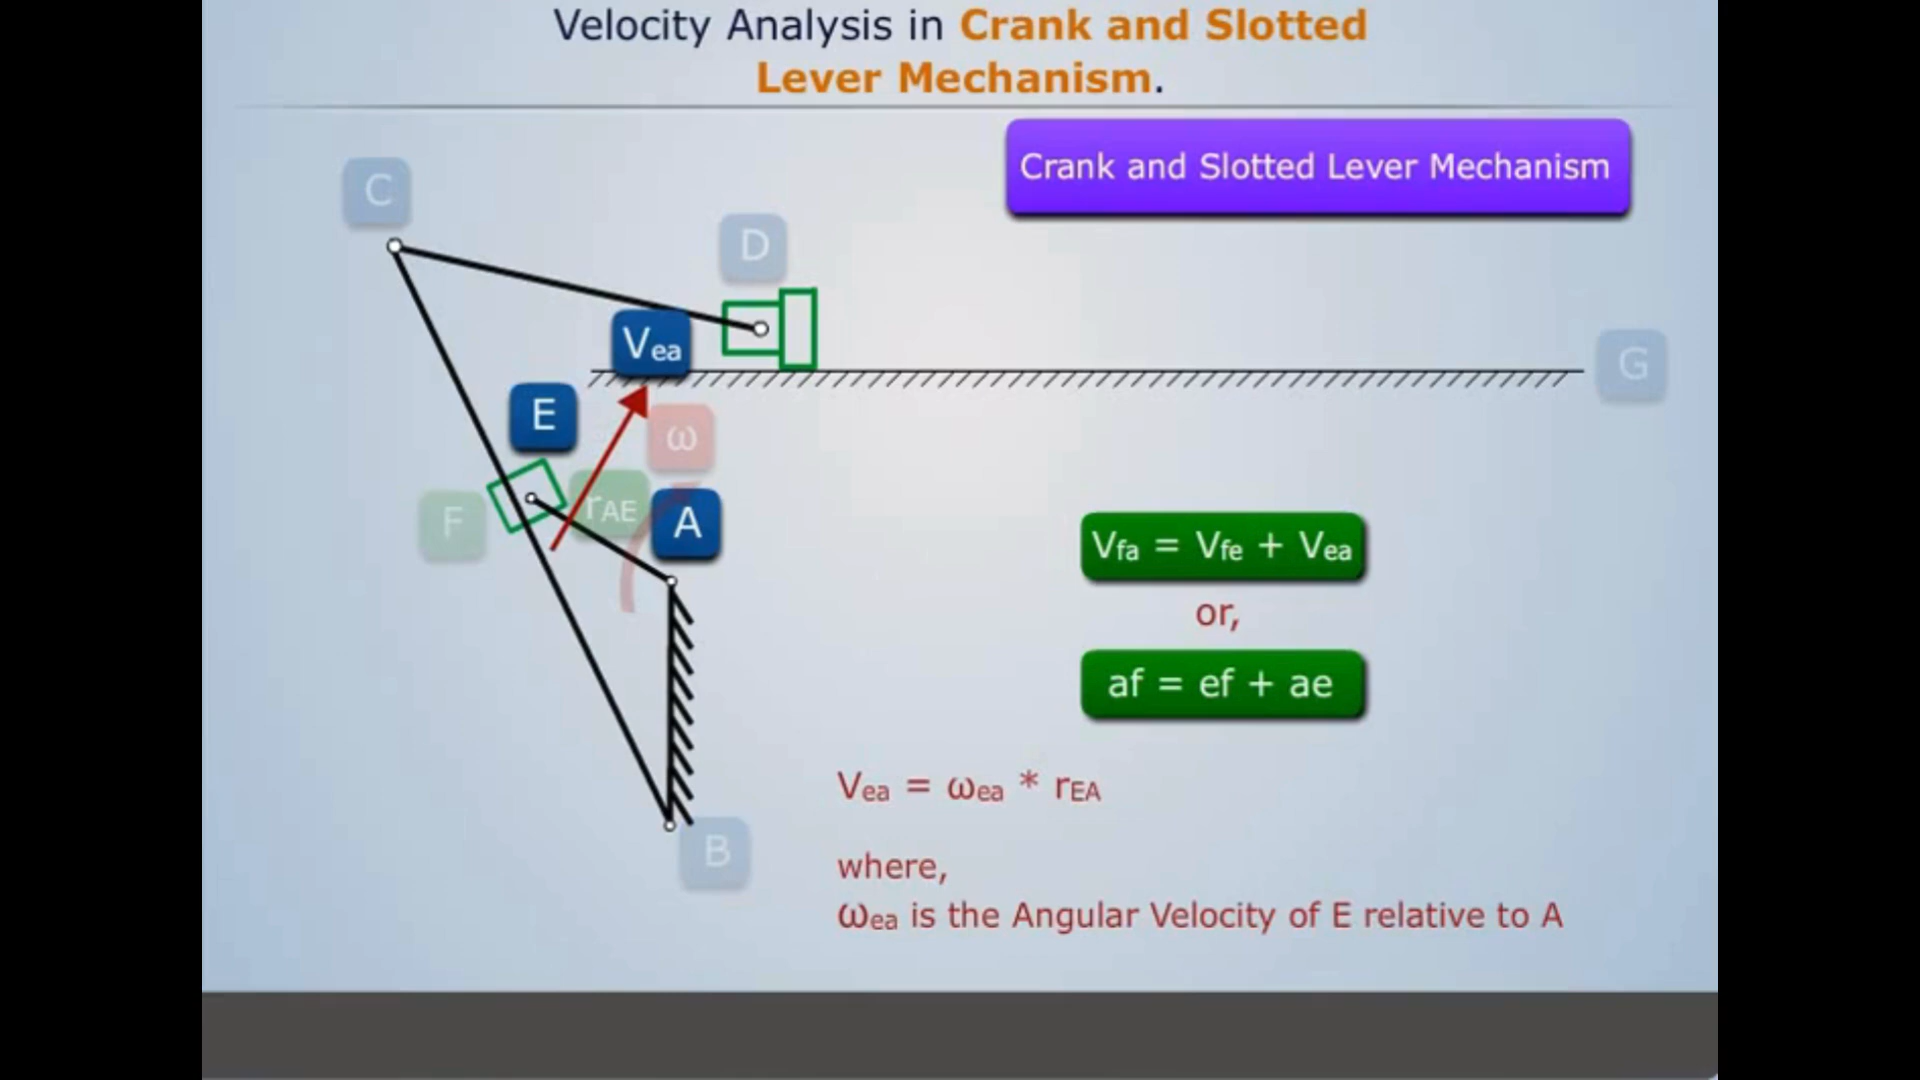 Velocity Analysis in Crank and Slotted
Lever Mechanism.
Crank and Slotted Lever Mechanism
C
D
Vea
G
E
ω
F
rAE
A
Vfa = Vfe + Vea
or,
af = ef + ae
Vea = ωea * rEA
B
where,
ωea is the Angular Velocity of E relative to A